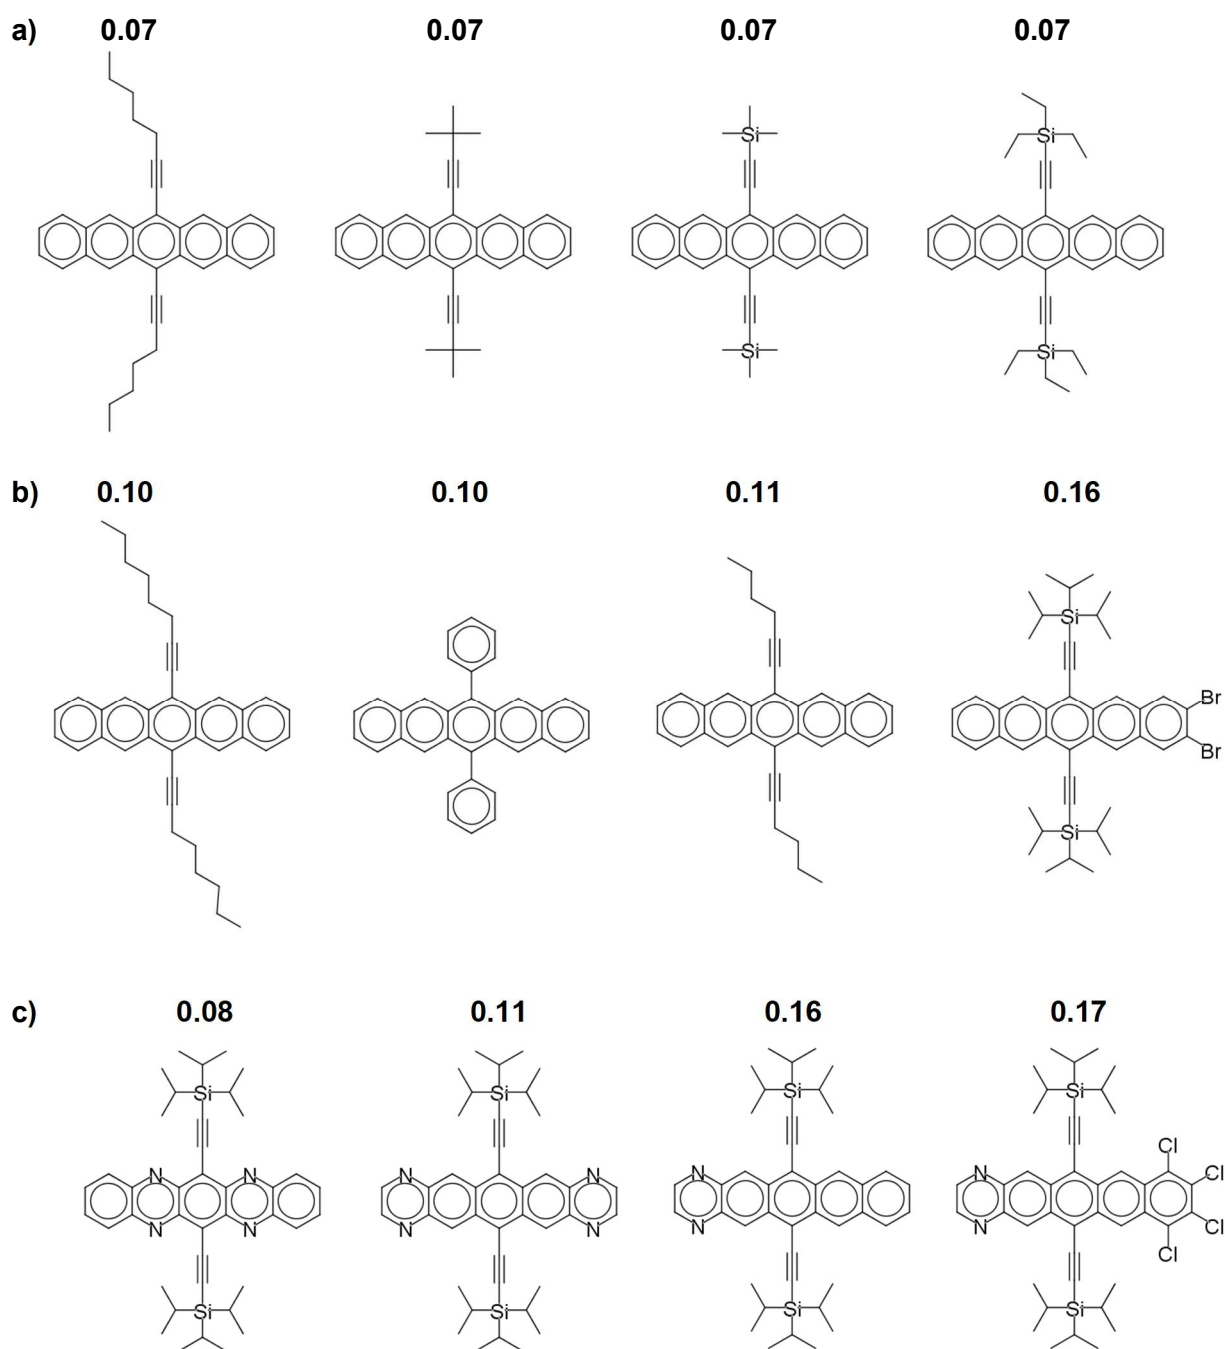 a) 0.07 0.07 0.07 0.07
Si Si
Si Si
b) 0.10 0.10 0.11 0.16
Si
Br
Br
Si
c) 0.08 0.11 0.16 0.17
Si Si Si Si
Cl
N N N N N N Cl
N N N N N N Cl
Cl
Si Si Si Si